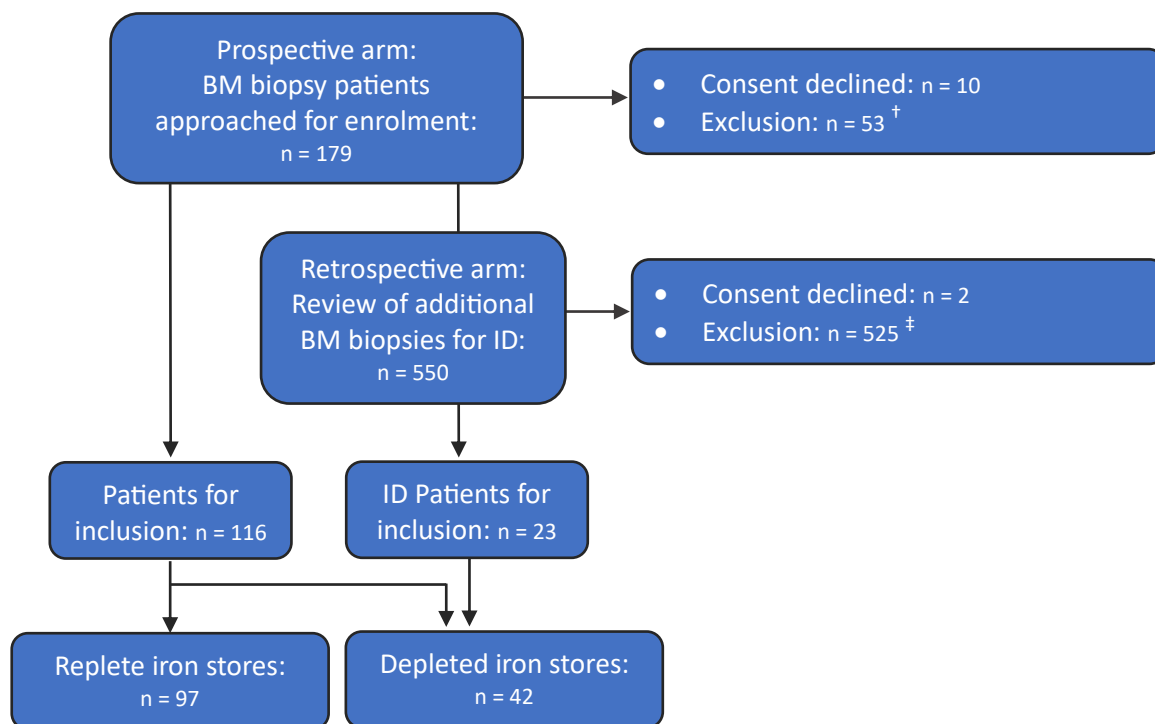 Prospective arm:
BM biopsy patients
approached for enrolment:
n = 179
• Consent declined: n = 10
• Exclusion: n = 53 †
Retrospective arm:
Review of additional
BM biopsies for ID:
n = 550
• Consent declined: n = 2
• Exclusion: n = 525 ‡
Patients for
inclusion: n = 116
ID Patients for
inclusion: n = 23
Replete iron stores:
n = 97
Depleted iron stores:
n = 42